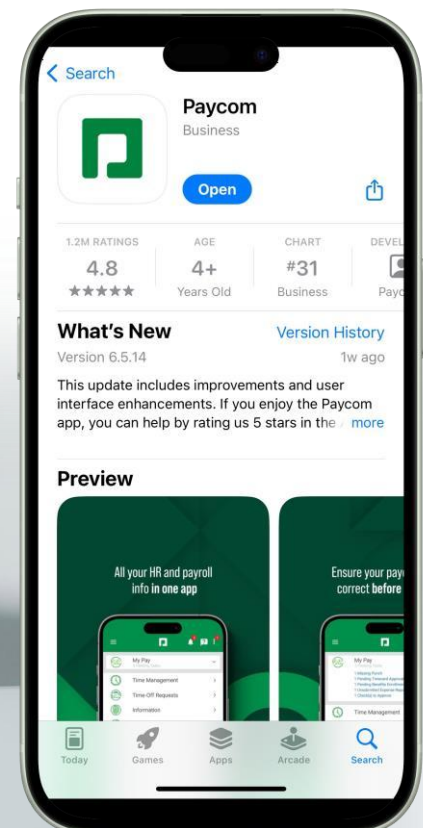 Search
Paycom
Business
Open
1.2M RATINGS
4.8
★★★★★
AGE
4+
Years Old
CHART
#31
Business
DEVEL
Payc
What's New
Version History
Version 6.5.14
1w ago
This update includes improvements and user
interface enhancements. If you enjoy the Paycom
app, you can help by rating us 5 stars in the
more
Preview
All your HR and payroll
info in one app
My Pay
Time Management
Time Off Requests
Information
Ensure your pay
correct before
My Pay
Time Management
Today
Games
Apps
Arcade
Search